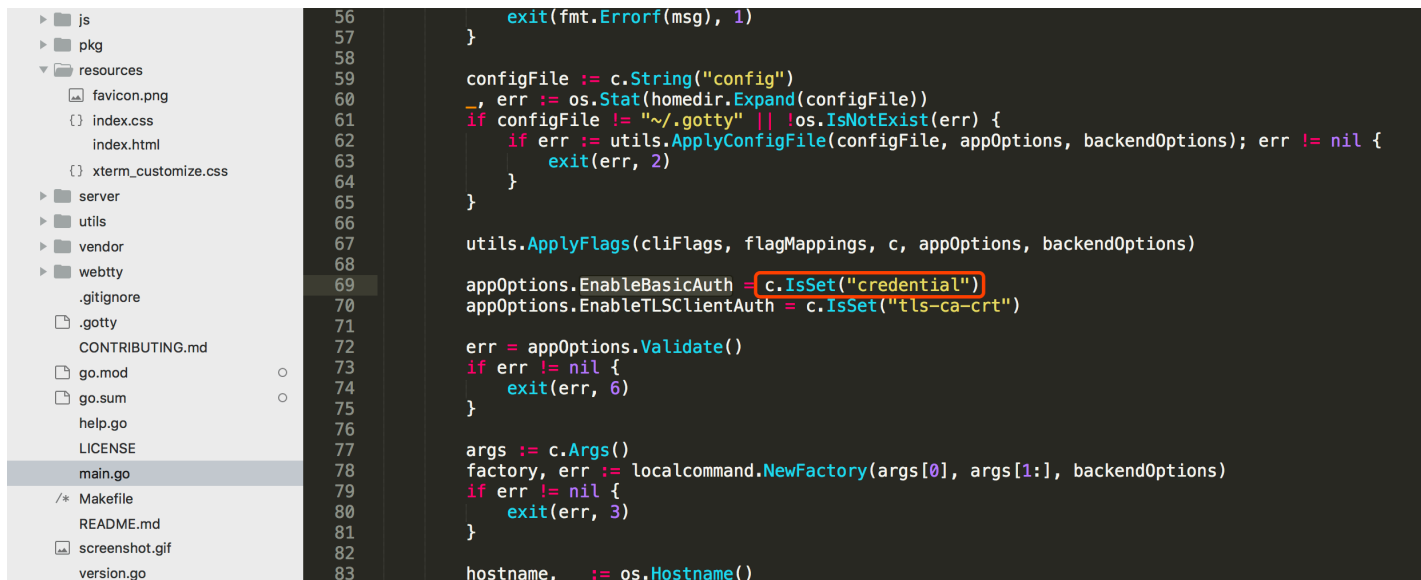 js
pkg
resources
favicon.png
{} index.css
index.html
{} xterm_customize.css
server
utils
vendor
webtty
.gitignore
.gotty
CONTRIBUTING.md
go.mod
go.sum
help.go
LICENSE
main.go
/* Makefile
README.md
screenshot.gif
version.go
56 exit(fmt.Errorf(msg), 1)
57 }
58
59 configFile := c.String("config")
60 _, err := os.Stat(homedir.Expand(configFile))
61 if configFile != "~/.gotty" || !os.IsNotExist(err) {
62 if err := utils.ApplyConfigFile(configFile, appOptions, backendOptions); err != nil {
63 exit(err, 2)
64 }
65 }
66
67 utils.ApplyFlags(cliFlags, flagMappings, c, appOptions, backendOptions)
68
69 appOptions.EnableBasicAuth = c.IsSet("credential")
70 appOptions.EnableTLSClientAuth = c.IsSet("tls-ca-crt")
71
72 err = appOptions.Validate()
73 if err != nil {
74 exit(err, 6)
75 }
76
77 args := c.Args()
78 factory, err := localcommand.NewFactory(args[0], args[1:], backendOptions)
79 if err != nil {
80 exit(err, 3)
81 }
82
83 hostname, := os.Hostname()